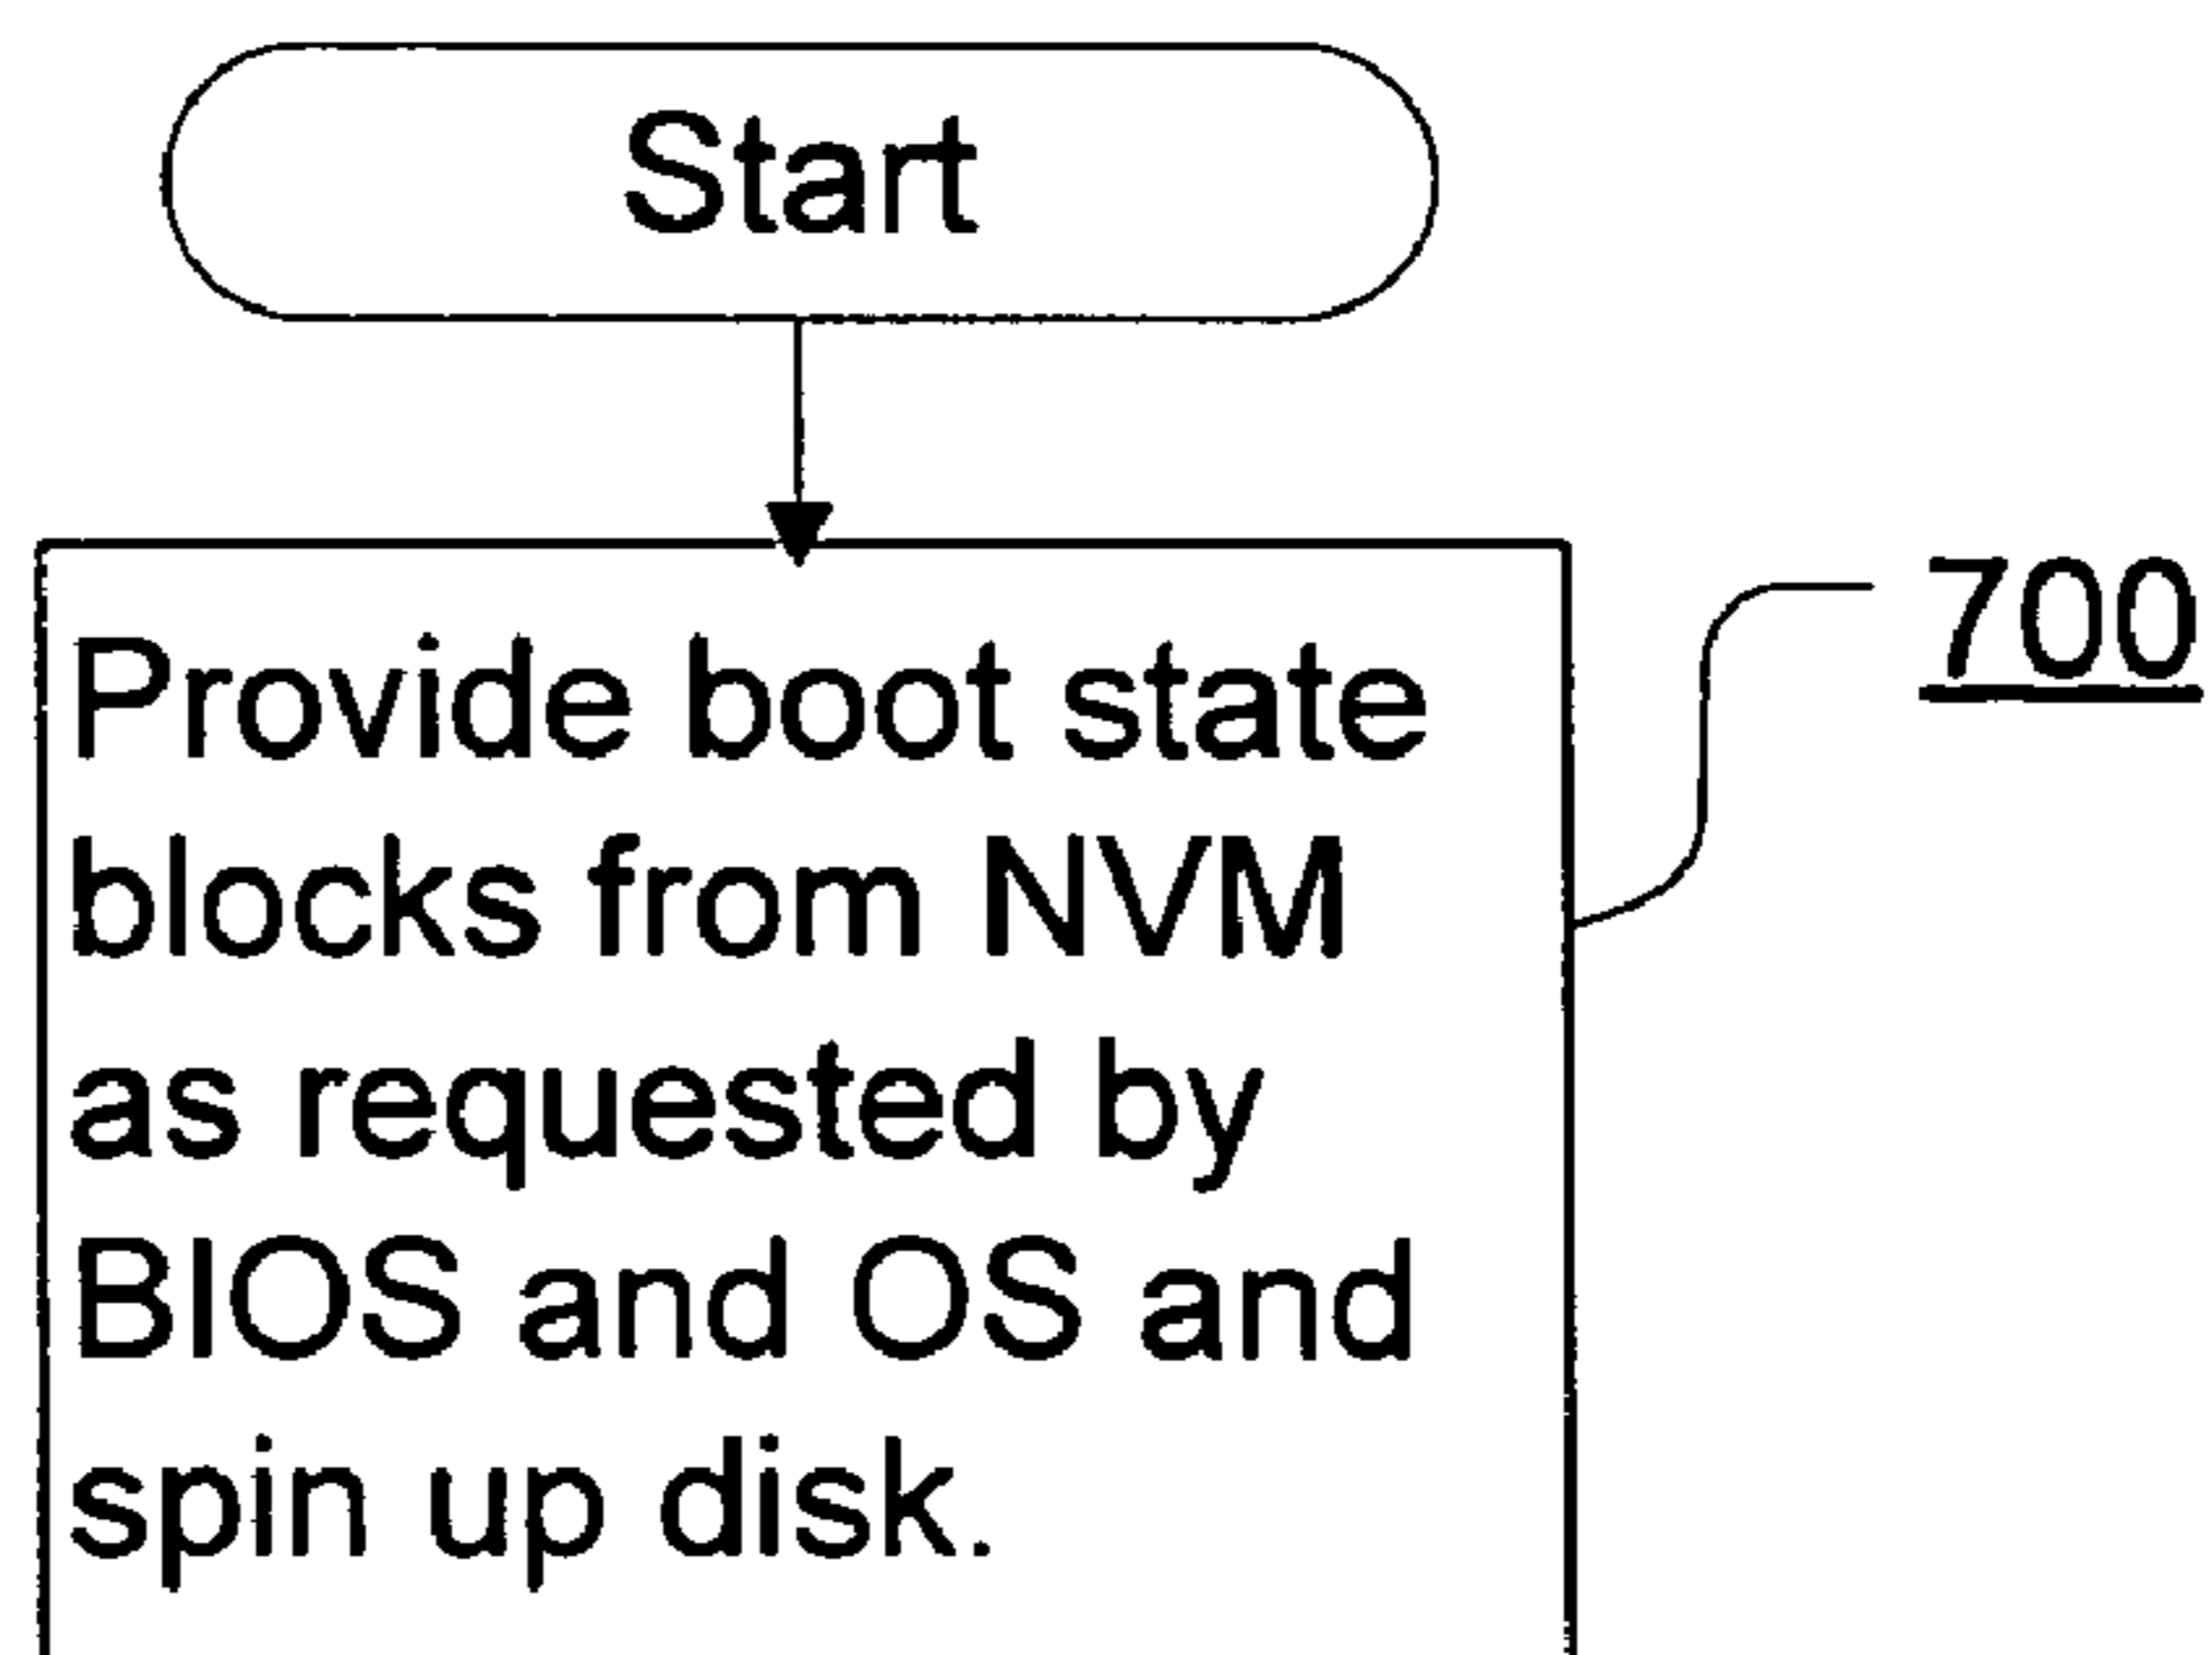 Start
700
Provide boot state
blocks from NVM
as requested by
BIOS and OS and
spin up disk.